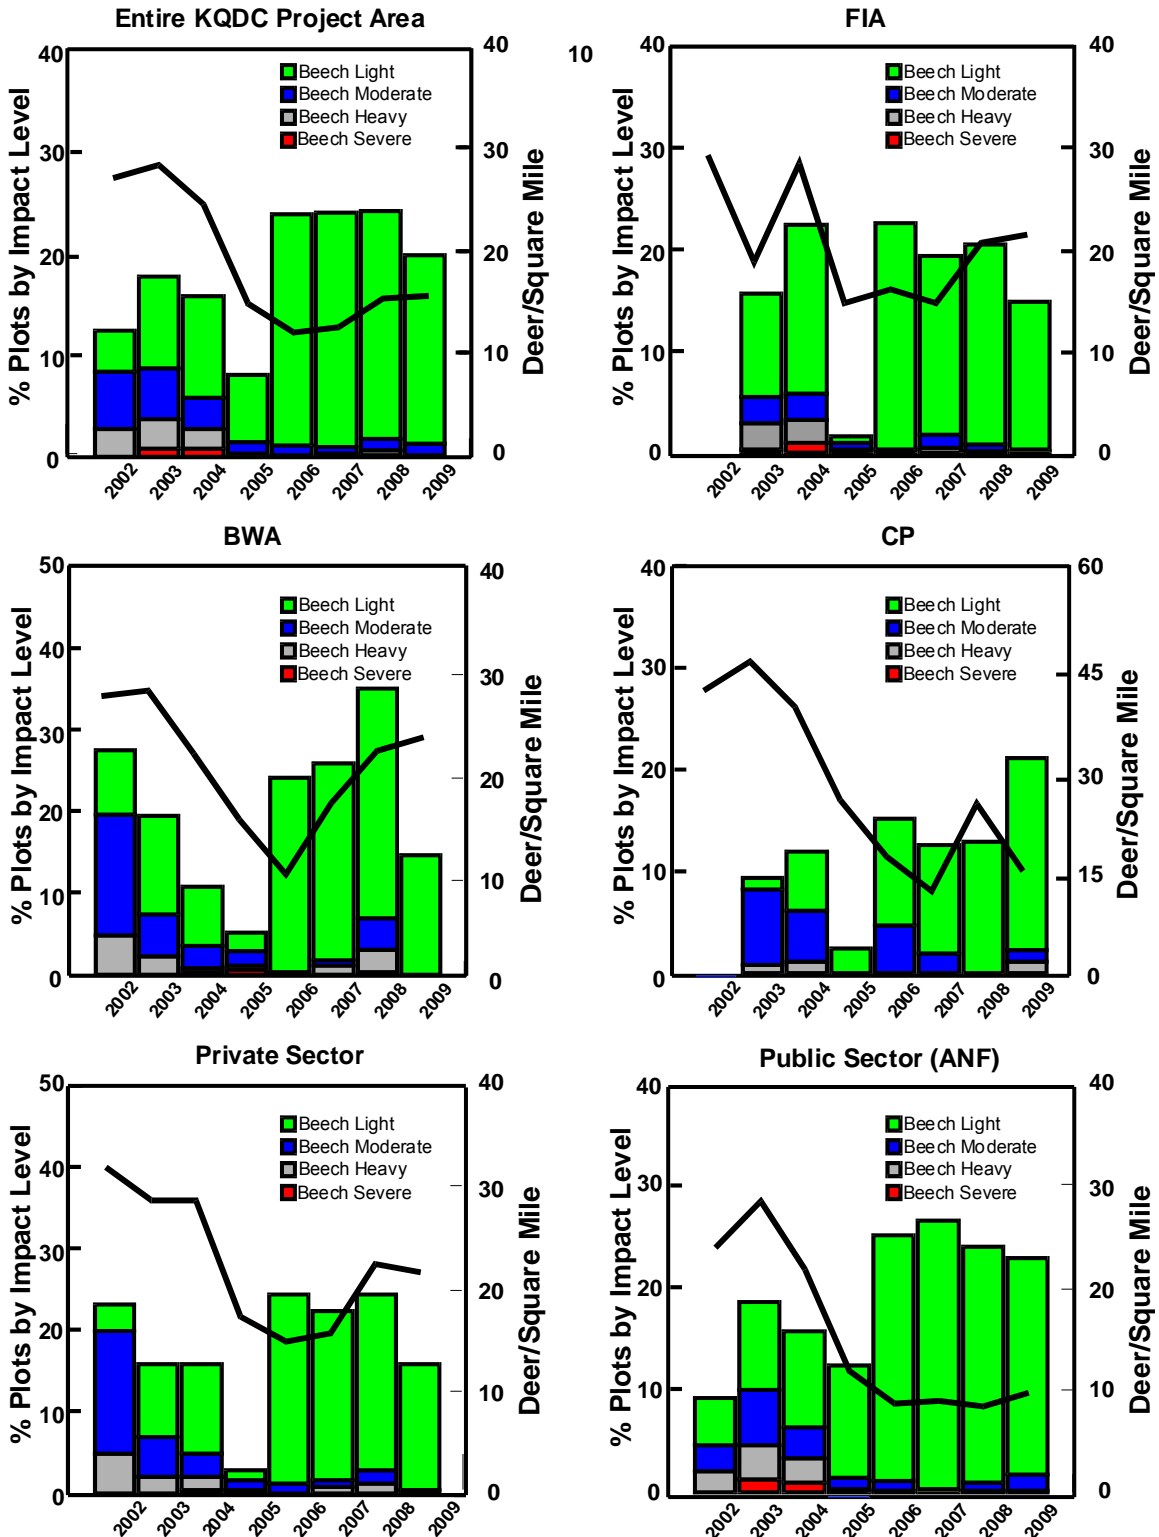 Entire KQDC Project Area
40
30
20
10
0
% Plots by Impact Level
Beech Light
Beech Moderate
Beech Heavy
Beech Severe
40
30
20
10
0
Deer/Square Mile
2002 2003 2004 2005 2006 2007 2008 2009
10
FIA
40
30
20
10
0
% Plots by Impact Level
Beech Light
Beech Moderate
Beech Heavy
Beech Severe
40
30
20
10
0
Deer/Square Mile
2002 2003 2004 2005 2006 2007 2008 2009
BWA
50
40
30
20
10
0
% Plots by Impact Level
Beech Light
Beech Moderate
Beech Heavy
Beech Severe
40
30
20
10
0
Deer/Square Mile
2002 2003 2004 2005 2006 2007 2008 2009
CP
40
30
20
10
0
% Plots by Impact Level
Beech Light
Beech Moderate
Beech Heavy
Beech Severe
60
45
30
15
0
Deer/Square Mile
2002 2003 2004 2005 2006 2007 2008 2009
Private Sector
50
40
30
20
10
0
% Plots by Impact Level
Beech Light
Beech Moderate
Beech Heavy
Beech Severe
40
30
20
10
0
Deer/Square Mile
2002 2003 2004 2005 2006 2007 2008 2009
Public Sector (ANF)
40
30
20
10
0
% Plots by Impact Level
Beech Light
Beech Moderate
Beech Heavy
Beech Severe
40
30
20
10
0
Deer/Square Mile
2002 2003 2004 2005 2006 2007 2008 2009